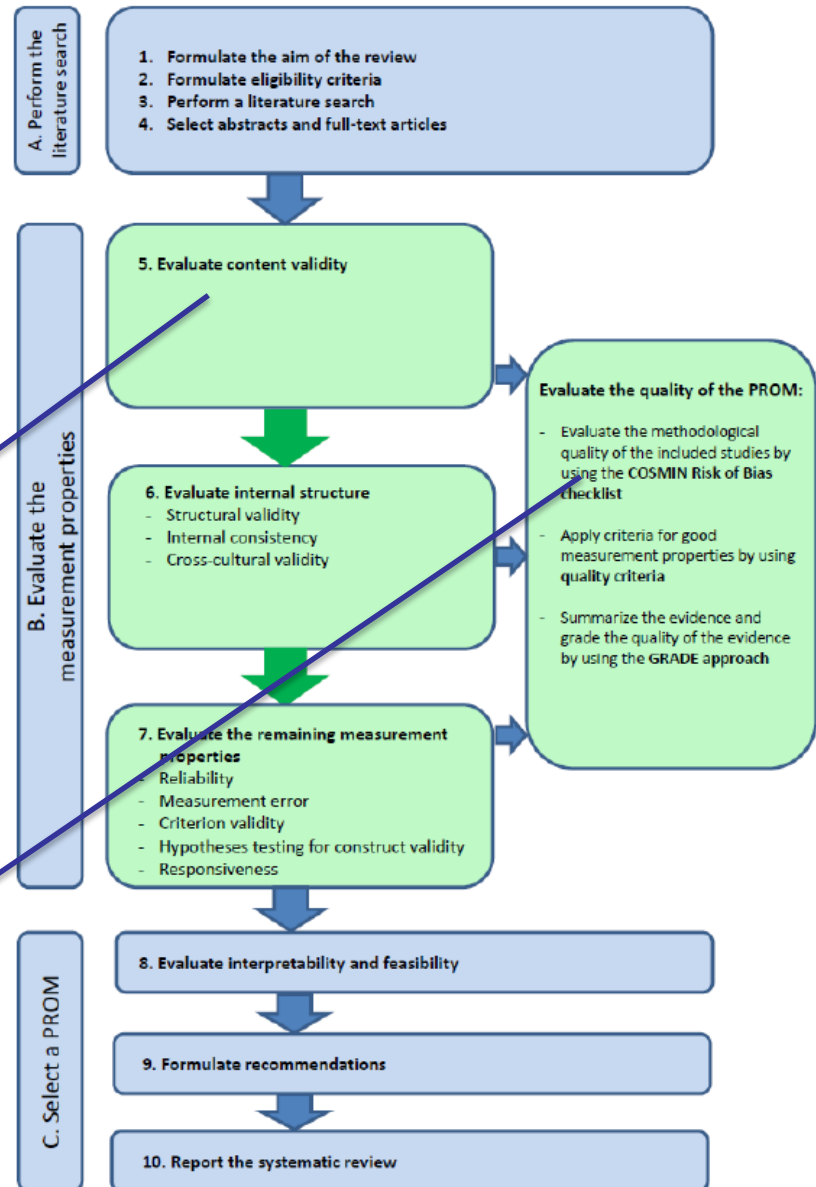 A. Perform the
literature search
1. Formulate the aim of the review
2. Formulate eligibility criteria
3. Perform a literature search
4. Select abstracts and full-text articles
B. Evaluate the
measurement properties
5. Evaluate content validity
6. Evaluate internal structure
- Structural validity
- Internal consistency
- Cross-cultural validity
7. Evaluate the remaining measurement
properties
- Reliability
- Measurement error
- Criterion validity
- Hypotheses testing for construct validity
- Responsiveness
Evaluate the quality of the PROM:
- Evaluate the methodological
quality of the included studies by
using the COSMIN Risk of Bias
checklist
- Apply criteria for good
measurement properties by using
quality criteria
- Summarize the evidence and
grade the quality of the evidence
by using the GRADE approach
C. Select a PROM
8. Evaluate interpretability and feasibility
9. Formulate recommendations
10. Report the systematic review